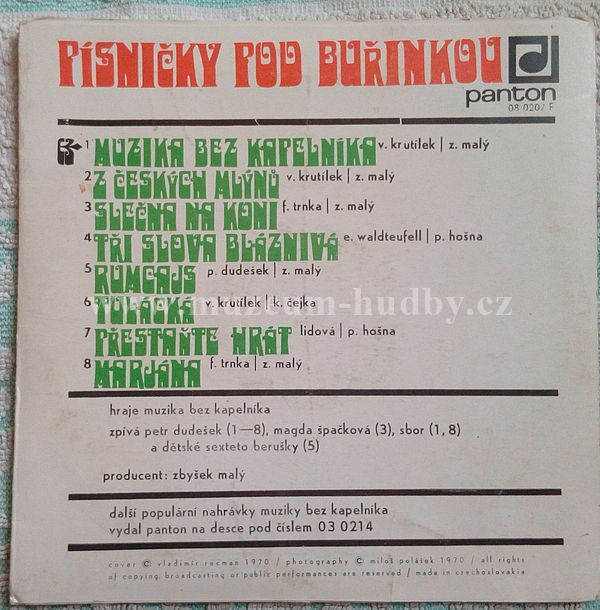 PÍSNIČKY POD BUŘINKOU
panton
08 0207 F
1 MUZIKA BEZ KAPELNÍKA v. krutílek | z. malý
2 Z ČESKÝCH MLÝNŮ v. krutílek | z. malý
3 SLEČNA NA KONI f. trnka | z. malý
4 TŘI SLOVA BLÁZNIVÁ e. waldteufell | p. hošna
5 RUMCAJS p. dudešek | z. malý
6 TULAČKA v. krutílek | k. čejka
www.muzeum-hudby.cz
7 PŘESTAŇTE HRÁT lidová | p. hošna
8 MARJÁNA f. trnka | z. malý
hraje muzika bez kapelníka
zpívá petr dudešek (1—8), magda špačková (3), sbor (1, 8)
a dětské sexteto berušky (5)
producent: zbyšek malý
další populární nahrávky muziky bez kapelníka
vydal panton na desce pod číslem 03 0214
cover © vladimír rocman 1970 / photography © miloš polášek 1970 / all rights
of copying, broadcasting or public performances are reserved / made in czechoslovakia